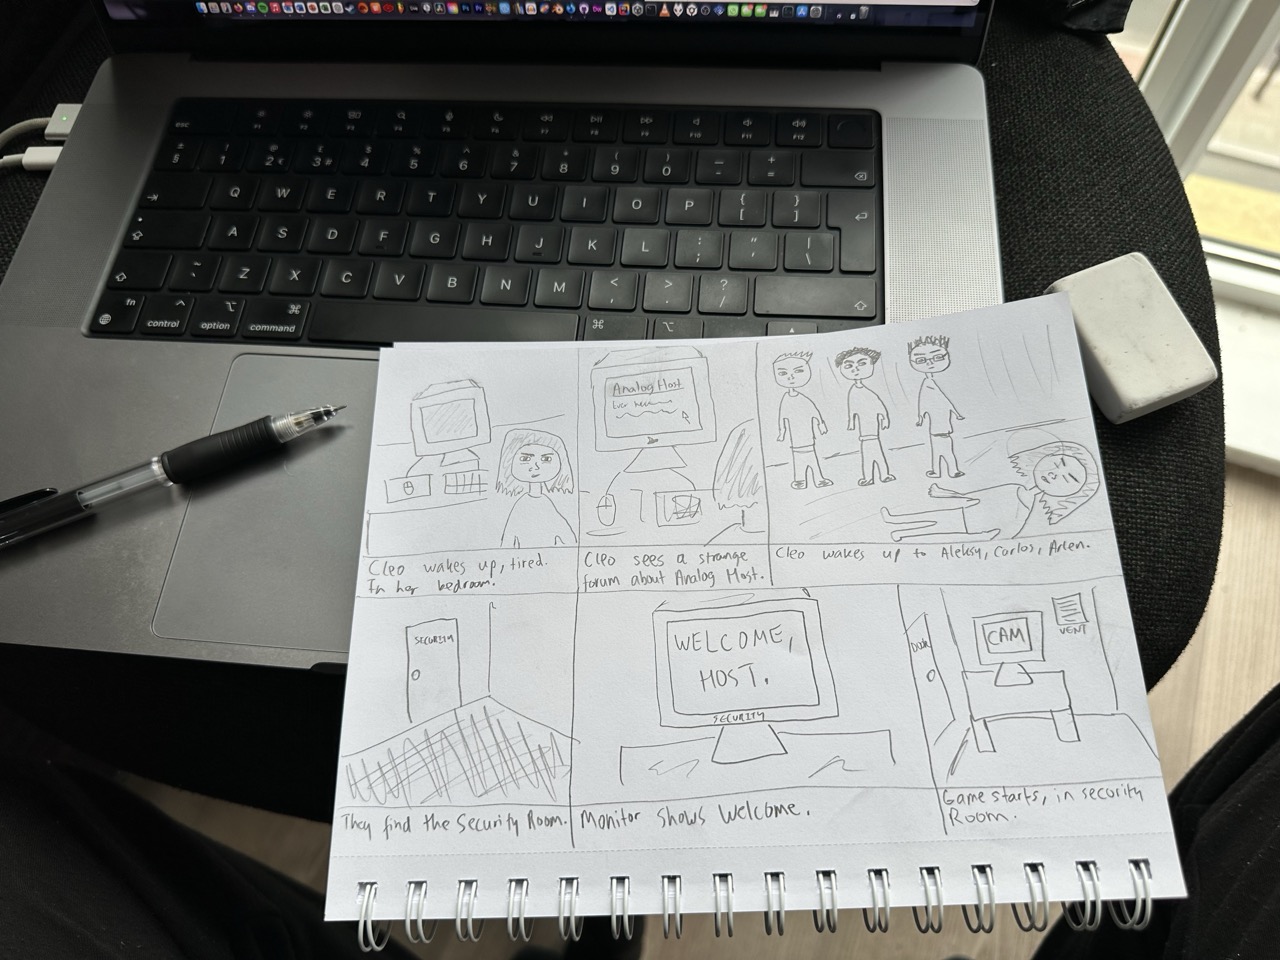 esc F1 F2 F3 F4 F5 F6 F7 F8 F9 F10 F11 F12
± § ! 1 @ 2 € £ 3 # $ 4 % 5 ^ 6 & 7 * 8 ( 9 ) 0 _ - + =
Q W E R T Y U I O P { [ } ]
A S D F G H J K L : ; " ' | \
~ ` Z X C V B N M < , > . ? /
fn control option command
Analog Host
Cleo wakes up, tired.
In her bedroom.
Cleo sees a strange
forum about Analog Host.
Cleo wakes up to Aleksy, Carlos, Arlen.
SECURITY
They find the Security Room.
WELCOME,
HOST.
SECURITY
Monitor shows Welcome.
CAM
VENT
Game starts, in security
Room.